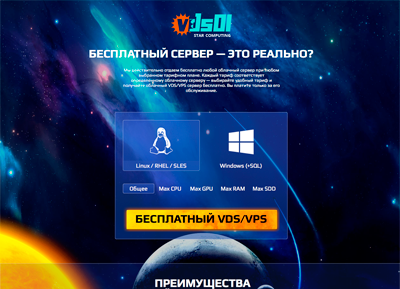 STAR COMPUTING
БЕСПЛАТНЫЙ СЕРВЕР — ЭТО РЕАЛЬНО?
Мы действительно отдаем бесплатно любой облачный сервер при любом
выбранном тарифном плане. Каждый тариф соответствует
определенному облачному серверу — выбирайте удобный тариф и
получаете облачный VDS/VPS сервер бесплатно. Вы платите только за его
обслуживание.
Linux / RHEL / SLES
Windows (+SQL)
Общее
Max CPU
Max GPU
Max RAM
Max SDD
БЕСПЛАТНЫЙ VDS/VPS
ПРЕИМУЩЕСТВА